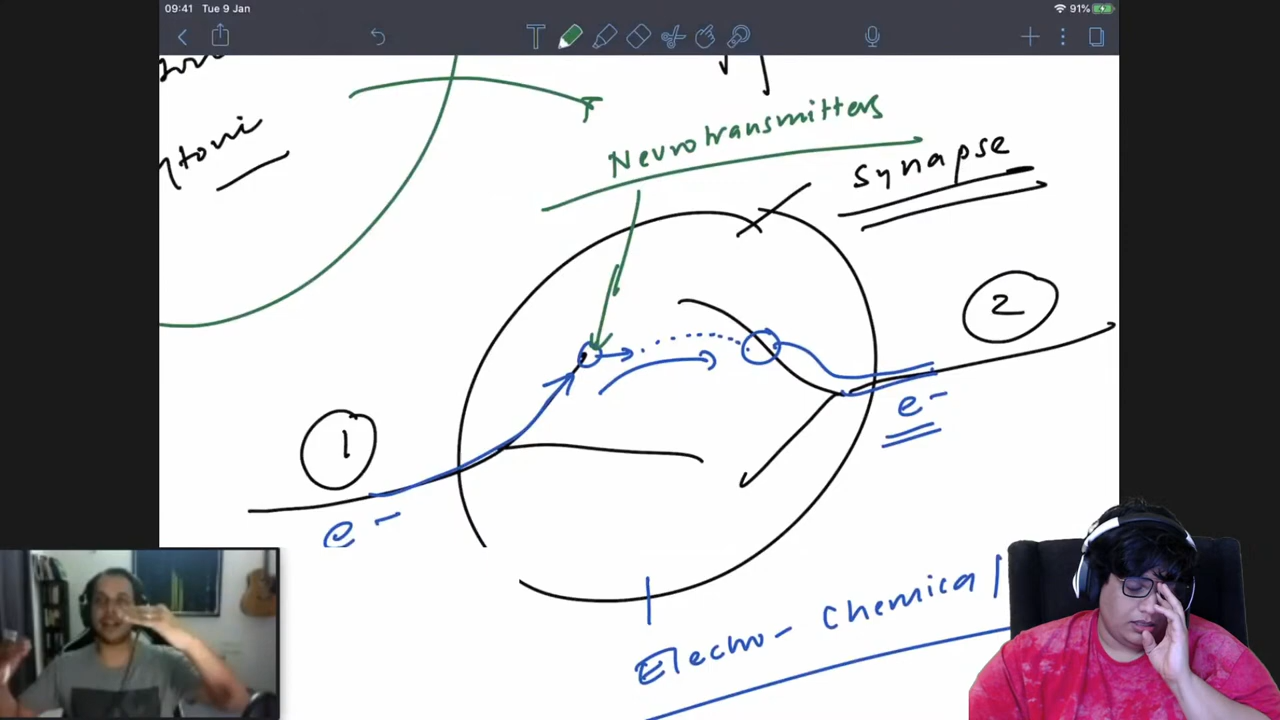 09:41 Tue 9 Jan
91%
T
Neurotransmitters
Synapse
2
1
e-
e-
Electro-Chemical